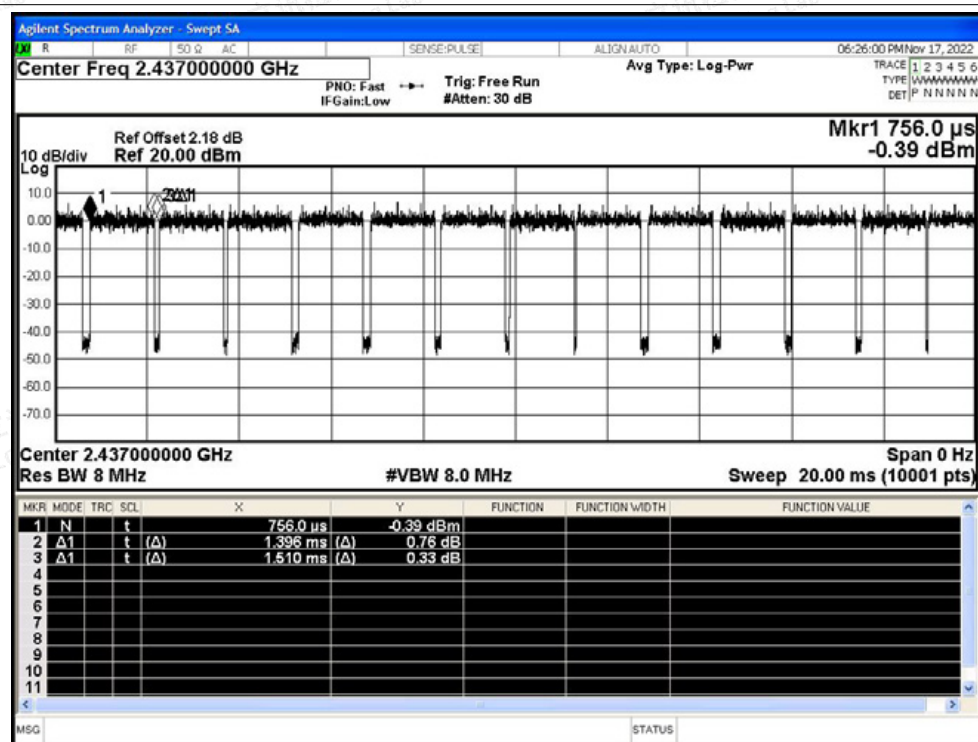 Agilent Spectrum Analyzer - Swept SA
R RF 50 Ω AC SENSE:PULSE ALIGN AUTO 06:26:00 PM Nov 17, 2022
Center Freq 2.437000000 GHz
PNO: Fast Trig: Free Run
IFGain:Low #Atten: 30 dB
Avg Type: Log-Pwr
TRACE 1 2 3 4 5 6
TYPE WWWWWW
DET P N N N N N
Mkr1 756.0 µs
-0.39 dBm
Ref Offset 2.18 dB
10 dB/div Ref 20.00 dBm
Log
10.0
0.00
-10.0
-20.0
-30.0
-40.0
-50.0
-60.0
-70.0
1
Center 2.437000000 GHz Span 0 Hz
Res BW 8 MHz #VBW 8.0 MHz Sweep 20.00 ms (10001 pts)
MKR MODE TRC SCL X Y FUNCTION FUNCTION WIDTH FUNCTION VALUE
1 N t 756.0 µs -0.39 dBm
2 Δ1 t (Δ) 1.396 ms (Δ) 0.76 dB
3 Δ1 t (Δ) 1.510 ms (Δ) 0.33 dB
4
5
6
7
8
9
10
11
MSG STATUS